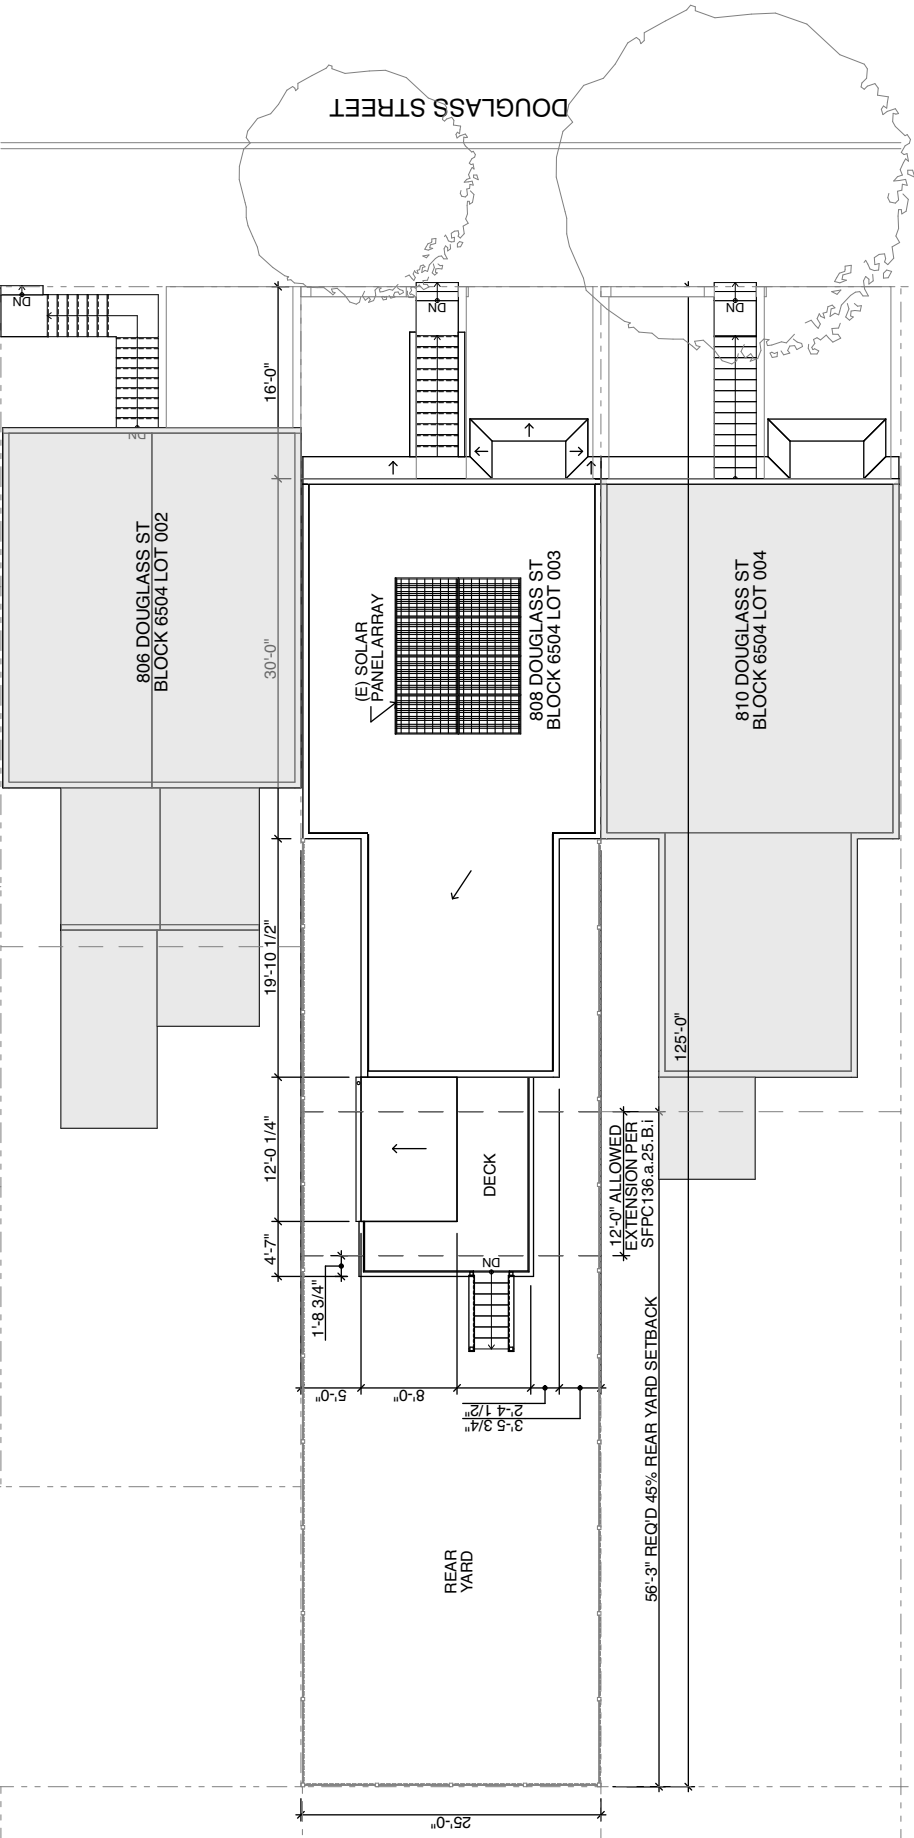 DOUGLASS STREET
DN
DN
DN
DN
16'-0"
806 DOUGLASS ST
BLOCK 6504 LOT 002
30'-0"
(E) SOLAR
PANEL ARRAY
808 DOUGLASS ST
BLOCK 6504 LOT 003
810 DOUGLASS ST
BLOCK 6504 LOT 004
19'-10 1/2"
125'-0"
12'-0 1/4"
DECK
12'-0" ALLOWED
EXTENSION PER
SFPC136.a.25.B.i
4'-7"
DN
1'-8 3/4"
5'-0"
8'-0"
2'-4 1/2"
3'-5 3/4"
56'-3" REQ'D 45% REAR YARD SETBACK
REAR
YARD
25'-0"